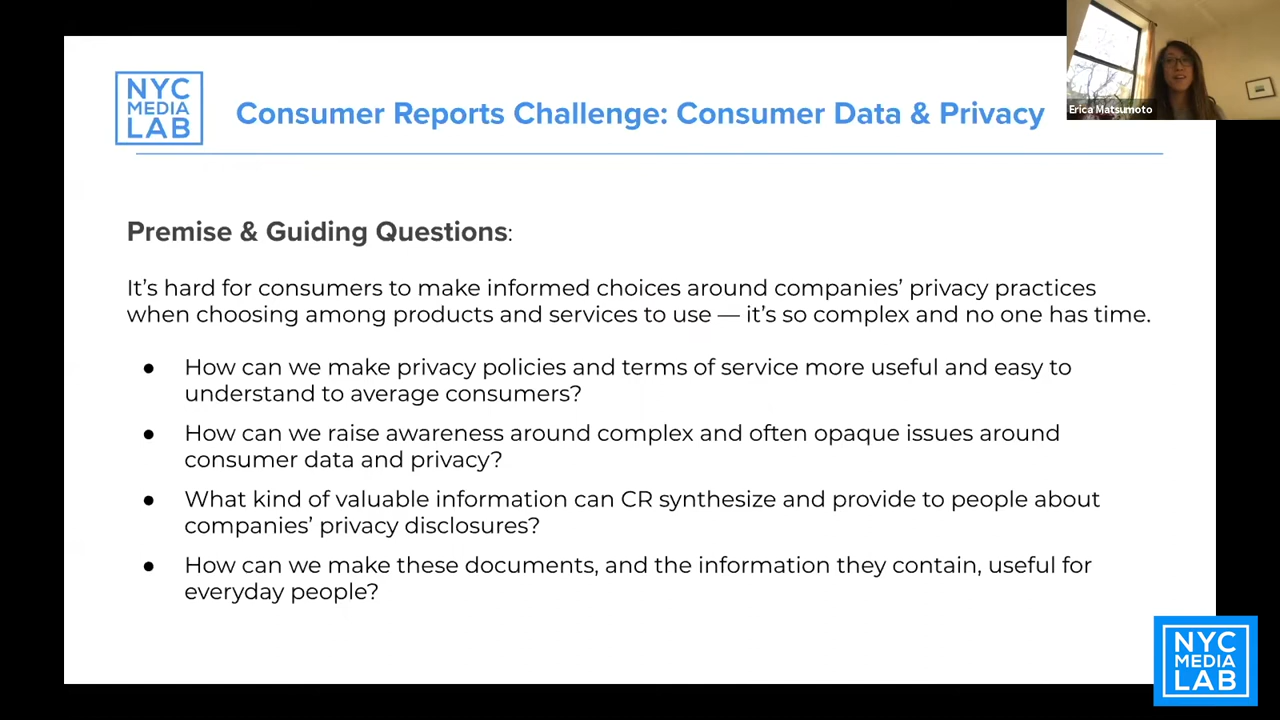 NYC
MEDIA
LAB
Consumer Reports Challenge: Consumer Data & Privacy
Erica Matsumoto
Premise & Guiding Questions:
It’s hard for consumers to make informed choices around companies’ privacy practices
when choosing among products and services to use — it’s so complex and no one has time.
● How can we make privacy policies and terms of service more useful and easy to
understand to average consumers?
● How can we raise awareness around complex and often opaque issues around
consumer data and privacy?
● What kind of valuable information can CR synthesize and provide to people about
companies’ privacy disclosures?
● How can we make these documents, and the information they contain, useful for
everyday people?
NYC
MEDIA
LAB